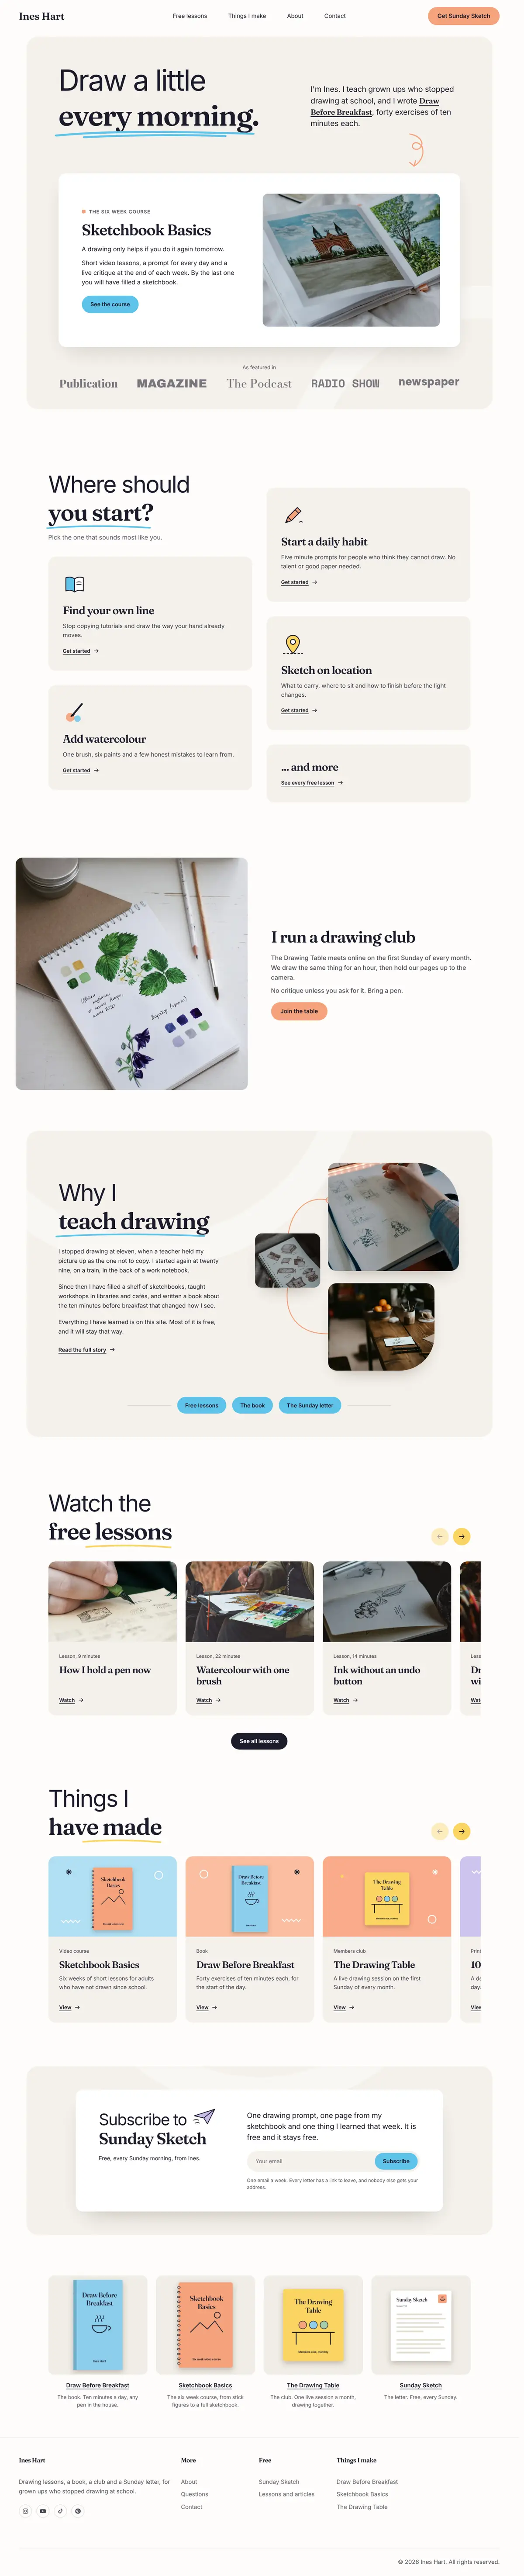 Ines Hart
Free lessons
Things I make
About
Contact
Get Sunday Sketch
Draw a little
every morning.
I'm Ines. I teach grown ups who stopped
drawing at school, and I wrote Draw
Before Breakfast, forty exercises of ten
minutes each.
THE SIX WEEK COURSE
Sketchbook Basics
A drawing only helps if you do it again tomorrow.
Short video lessons, a prompt for every day and a
live critique at the end of each week. By the last one
you will have filled a sketchbook.
See the course
As featured in
Publication
MAGAZINE
The Podcast
RADIO SHOW
newspaper
Where should
you start?
Pick the one that sounds most like you.
Find your own line
Stop copying tutorials and draw the way your hand already
moves.
Get started
Add watercolour
One brush, six paints and a few honest mistakes to learn from.
Get started
Start a daily habit
Five minute prompts for people who think they cannot draw. No
talent or good paper needed.
Get started
Sketch on location
What to carry, where to sit and how to finish before the light
changes.
Get started
... and more
See every free lesson
I run a drawing club
The Drawing Table meets online on the first Sunday of every month.
We draw the same thing for an hour, then hold our pages up to the
camera.
No critique unless you ask for it. Bring a pen.
Join the table
Why I
teach drawing
I stopped drawing at eleven, when a teacher held my
picture up as the one not to copy. I started again at twenty
nine, on a train, in the back of a work notebook.
Since then I have filled a shelf of sketchbooks, taught
workshops in libraries and cafés, and written a book about
the ten minutes before breakfast that changed how I see.
Everything I have learned is on this site. Most of it is free,
and it will stay that way.
Read the full story
Free lessons
The book
The Sunday letter
Watch the
free lessons
Lesson, 9 minutes
How I hold a pen now
Watch
Lesson, 22 minutes
Watercolour with one
brush
Watch
Lesson, 14 minutes
Ink without an undo
button
Watch
See all lessons
Things I
have made
Sketchbook
Basics
Video course
Sketchbook Basics
Six weeks of short lessons for adults
who have not drawn since school.
View
Draw Before
Breakfast
Book
Draw Before Breakfast
Forty exercises of ten minutes each, for
the start of the day.
View
The Drawing
Table
Members club
The Drawing Table
A live drawing session on the first
Sunday of every month.
View
Subscribe to
Sunday Sketch
Free, every Sunday morning, from Ines.
One drawing prompt, one page from my
sketchbook and one thing I learned that week. It is
free and it stays free.
Your email
Subscribe
One email a week. Every letter has a link to leave, and nobody else gets your
address.
Draw Before
Breakfast
Ines Hart
Draw Before Breakfast
The book. Ten minutes a day, any
pen in the house.
Sketchbook
Basics
Sketchbook Basics
The six week course, from stick
figures to a full sketchbook.
The Drawing
Table
The Drawing Table
The club. One live session a month,
drawing together.
Sunday Sketch
Sunday Sketch
The letter. Free, every Sunday.
Ines Hart
Drawing lessons, a book, a club and a Sunday letter, for
grown ups who stopped drawing at school.
More
About
Questions
Contact
Free
Sunday Sketch
Lessons and articles
Things I make
Draw Before Breakfast
Sketchbook Basics
The Drawing Table
© 2026 Ines Hart. All rights reserved.